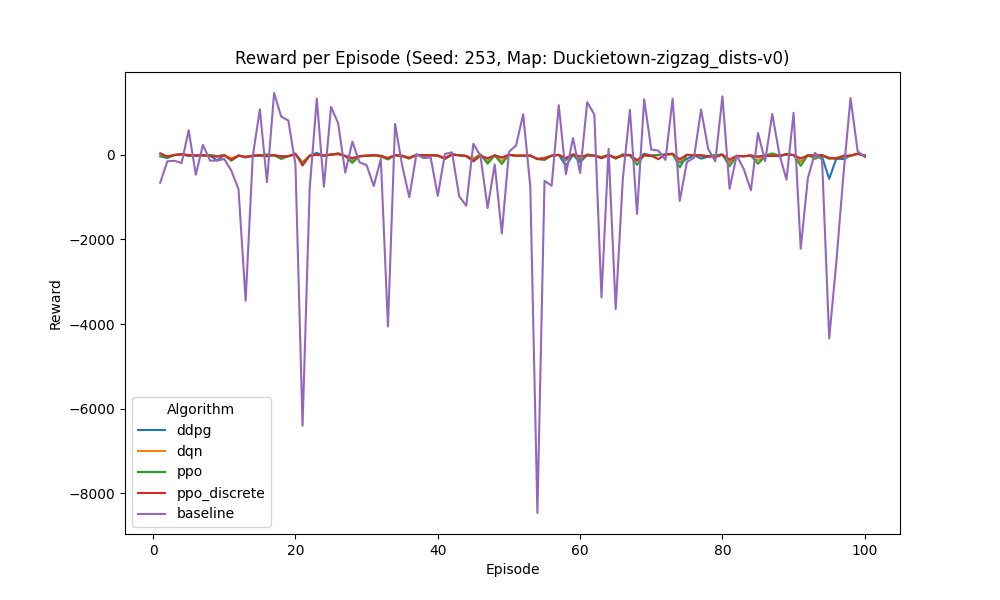 Reward per Episode (Seed: 253, Map: Duckietown-zigzag_dists-v0)
Reward
0
−2000
−4000
−6000
−8000
Algorithm
ddpg
dqn
ppo
ppo_discrete
baseline
0 20 40 60 80 100
Episode